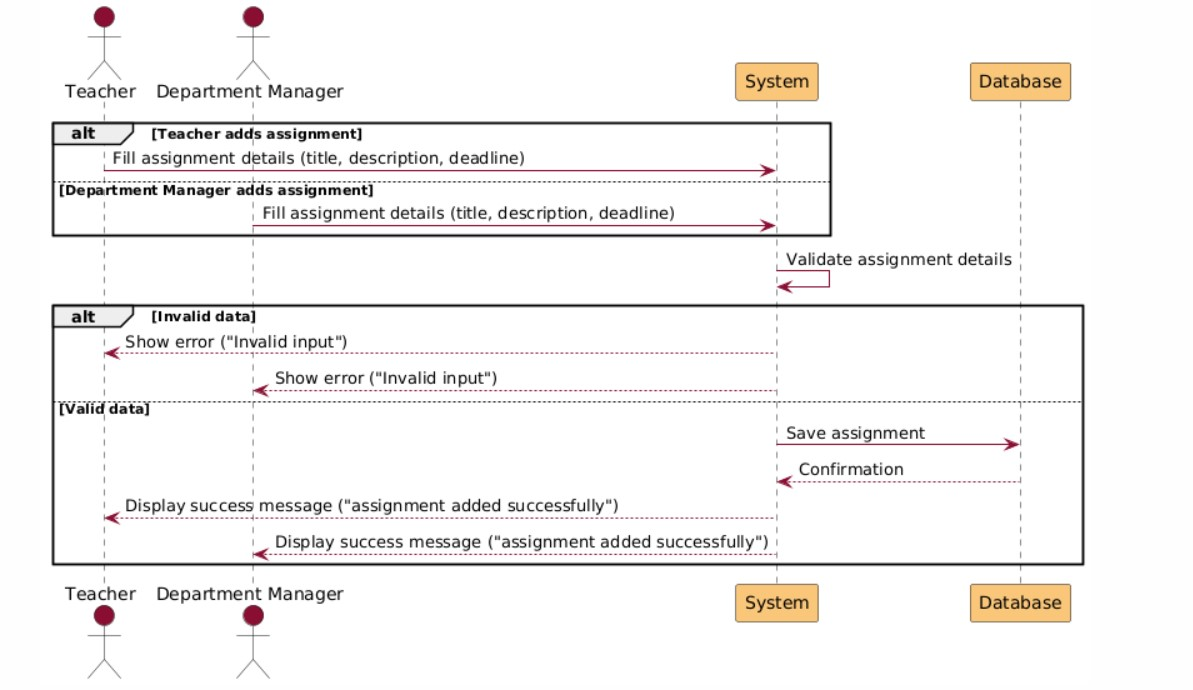 Teacher
Department Manager
System
Database
alt
[Teacher adds assignment]
Fill assignment details (title, description, deadline)
[Department Manager adds assignment]
Fill assignment details (title, description, deadline)
Validate assignment details
alt
[Invalid data]
Show error ("Invalid input")
Show error ("Invalid input")
[Valid data]
Save assignment
Confirmation
Display success message ("assignment added successfully")
Display success message ("assignment added successfully")
Teacher
Department Manager
System
Database